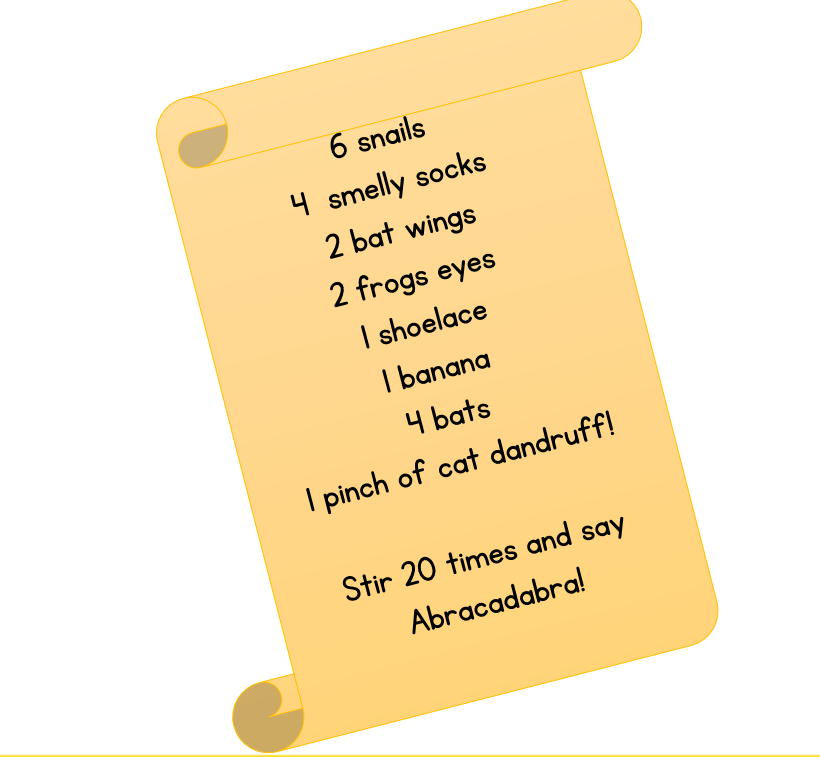 6 snails
4 smelly socks
2 bat wings
2 frogs eyes
1 shoelace
1 banana
4 bats
1 pinch of cat dandruff!
Stir 20 times and say
Abracadabra!